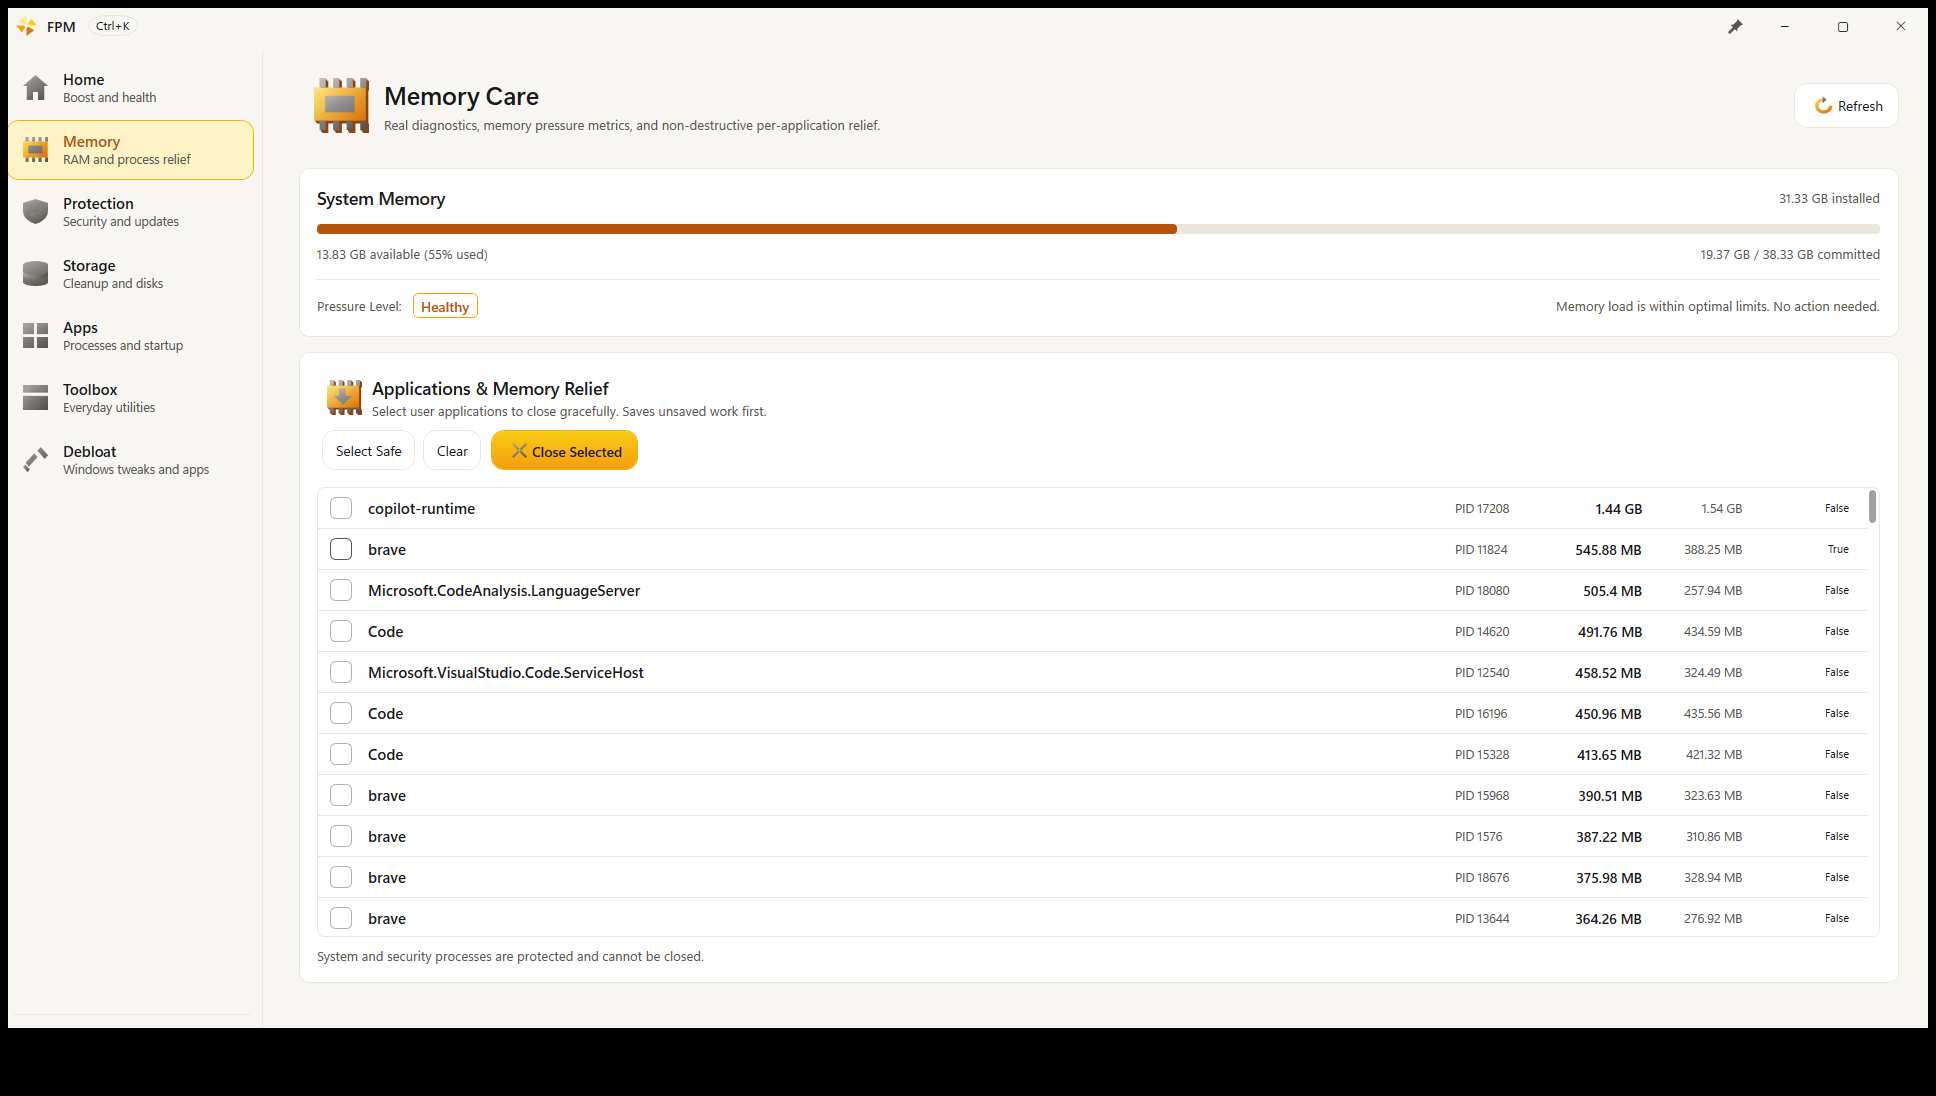 FPM Ctrl+K
Home
Boost and health
Memory
RAM and process relief
Protection
Security and updates
Storage
Cleanup and disks
Apps
Processes and startup
Toolbox
Everyday utilities
Debloat
Windows tweaks and apps
Memory Care
Real diagnostics, memory pressure metrics, and non-destructive per-application relief.
Refresh
System Memory 31.33 GB installed
13.83 GB available (55% used) 19.37 GB / 38.33 GB committed
Pressure Level: Healthy Memory load is within optimal limits. No action needed.
Applications & Memory Relief
Select user applications to close gracefully. Saves unsaved work first.
Select Safe Clear Close Selected
copilot-runtime PID 17208 1.44 GB 1.54 GB False
brave PID 11824 545.88 MB 388.25 MB True
Microsoft.CodeAnalysis.LanguageServer PID 18080 505.4 MB 257.94 MB False
Code PID 14620 491.76 MB 434.59 MB False
Microsoft.VisualStudio.Code.ServiceHost PID 12540 458.52 MB 324.49 MB False
Code PID 16196 450.96 MB 435.56 MB False
Code PID 15328 413.65 MB 421.32 MB False
brave PID 15968 390.51 MB 323.63 MB False
brave PID 1576 387.22 MB 310.86 MB False
brave PID 18676 375.98 MB 328.94 MB False
brave PID 13644 364.26 MB 276.92 MB False
System and security processes are protected and cannot be closed.